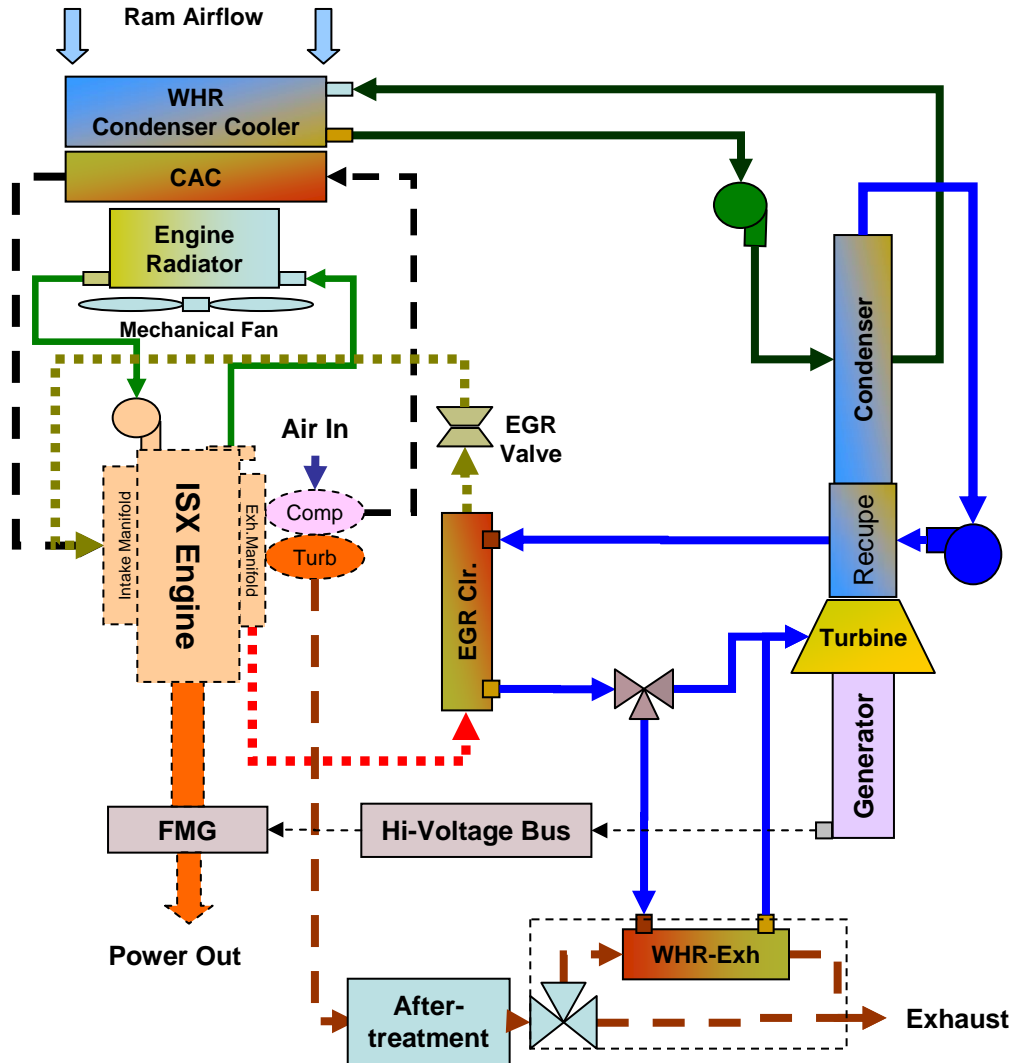 Ram Airflow
WHR
Condenser Cooler
CAC
Engine
Radiator
Mechanical Fan
Air In
EGR
Valve
Condenser
Intake Manifold
ISX Engine
Exh.Manifold
Comp
Turb
EGR Clr.
Recupe
Turbine
Generator
FMG
Hi-Voltage Bus
Power Out
WHR-Exh
After-
treatment
Exhaust